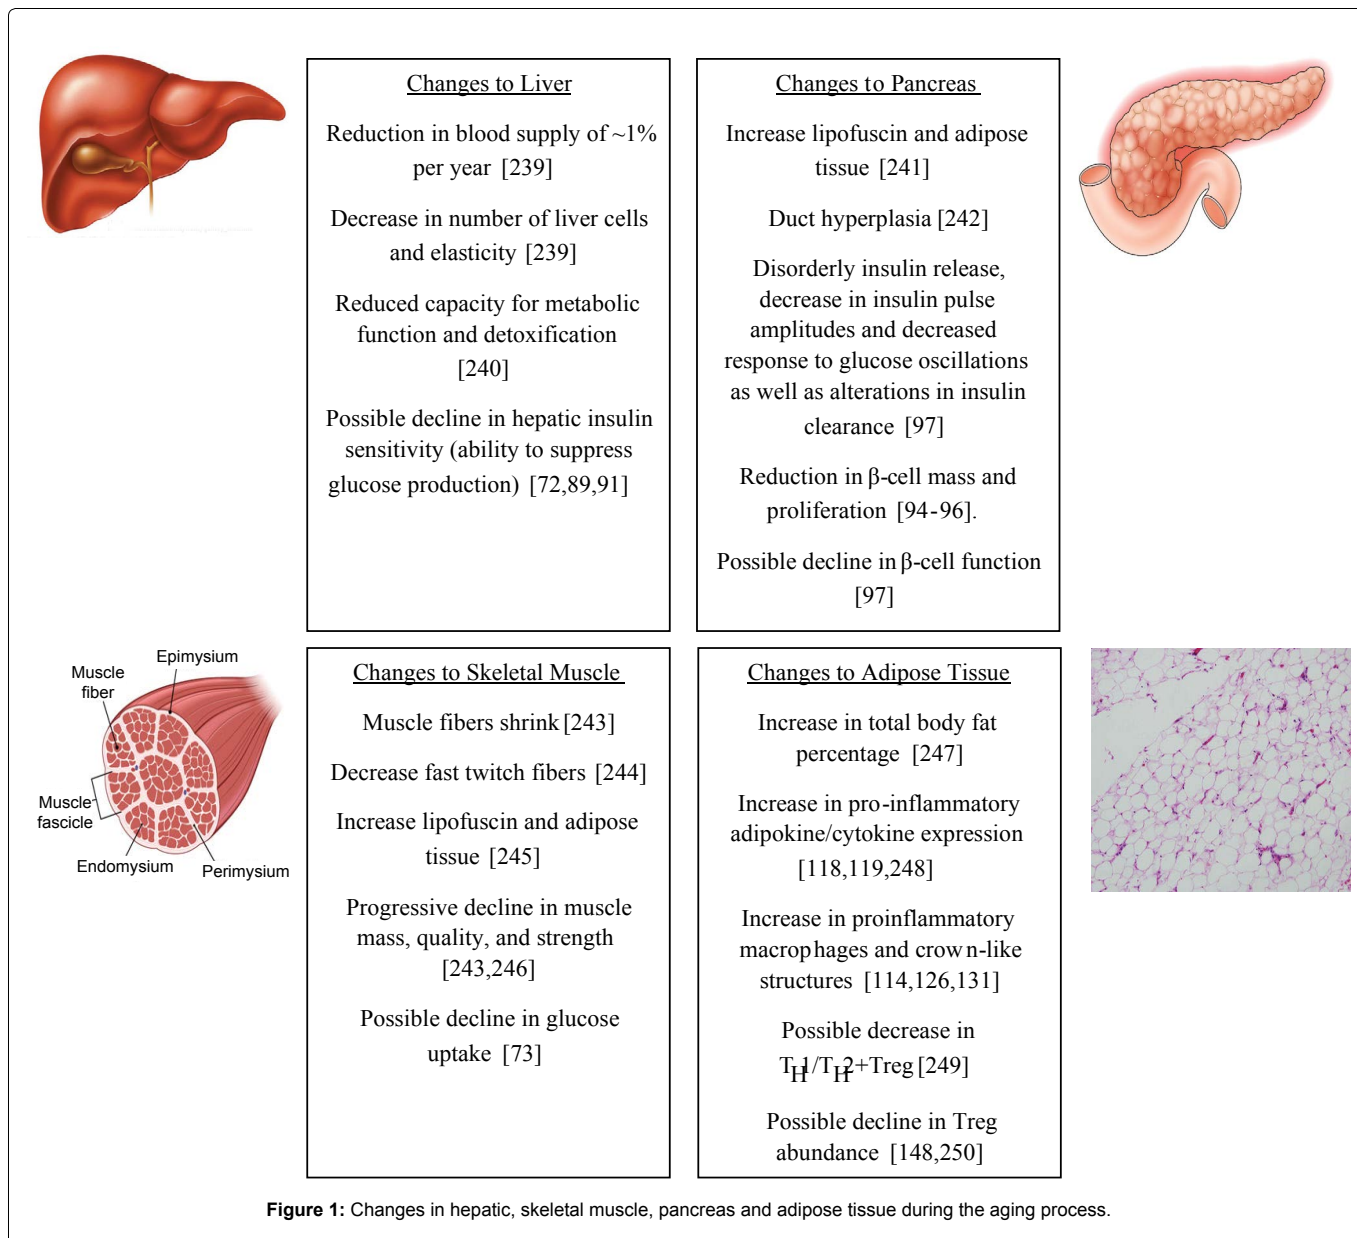 Changes to Liver
Reduction in blood supply of ~1%
per year [239]
Decrease in number of liver cells
and elasticity [239]
Reduced capacity for metabolic
function and detoxification
[240]
Possible decline in hepatic insulin
sensitivity (ability to suppress
glucose production) [72,89,91]
Changes to Pancreas
Increase lipofuscin and adipose
tissue [241]
Duct hyperplasia [242]
Disorderly insulin release,
decrease in insulin pulse
amplitudes and decreased
response to glucose oscillations
as well as alterations in insulin
clearance [97]
Reduction in β-cell mass and
proliferation [94-96].
Possible decline in β-cell function
[97]
Epimysium
Muscle
fiber
Muscle
fascicle
Endomysium
Perimysium
Changes to Skeletal Muscle
Muscle fibers shrink [243]
Decrease fast twitch fibers [244]
Increase lipofuscin and adipose
tissue [245]
Progressive decline in muscle
mass, quality, and strength
[243,246]
Possible decline in glucose
uptake [73]
Changes to Adipose Tissue
Increase in total body fat
percentage [247]
Increase in pro-inflammatory
adipokine/cytokine expression
[118,119,248]
Increase in proinflammatory
macrophages and crown-like
structures [114,126,131]
Possible decrease in
TH1/TH2+Treg [249]
Possible decline in Treg
abundance [148,250]
Figure 1: Changes in hepatic, skeletal muscle, pancreas and adipose tissue during the aging process.